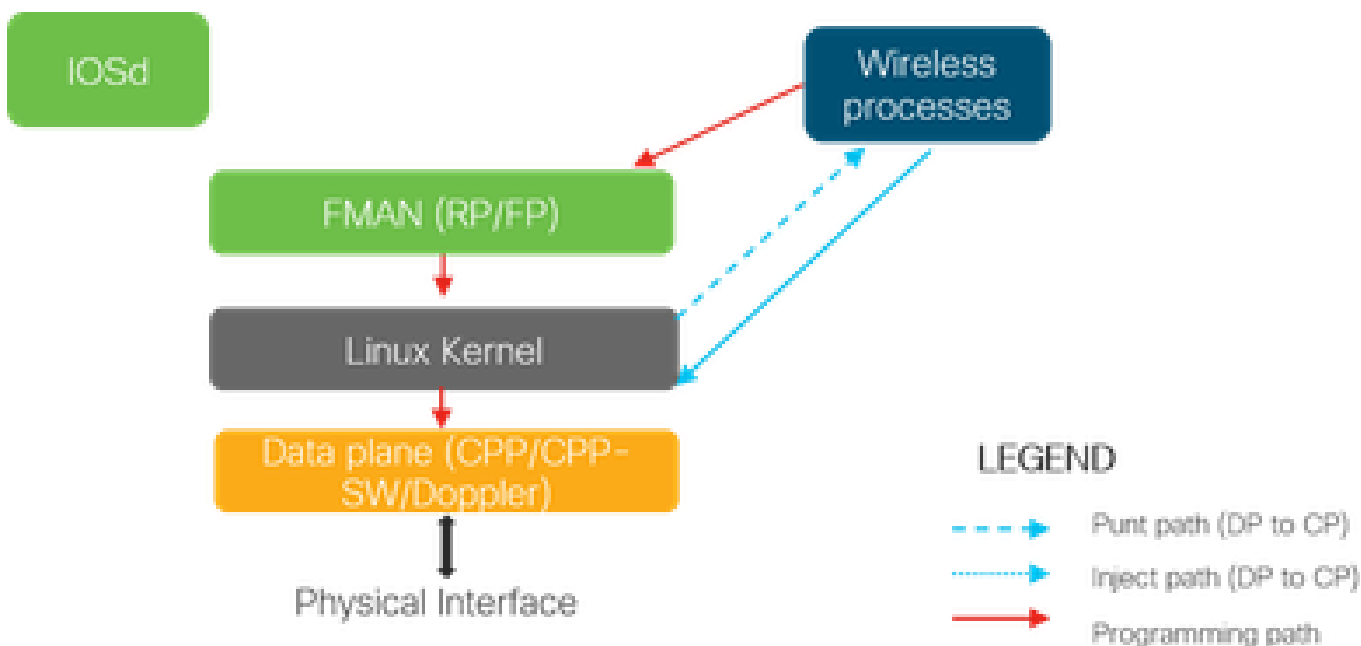 IOSd
Wireless
processes
FMAN (RP/FP)
Linux Kernel
Data plane (CPP/CPP-
SW/Doppler)
Physical Interface
LEGEND
Punt path (DP to CP)
Inject path (DP to CP)
Programming path